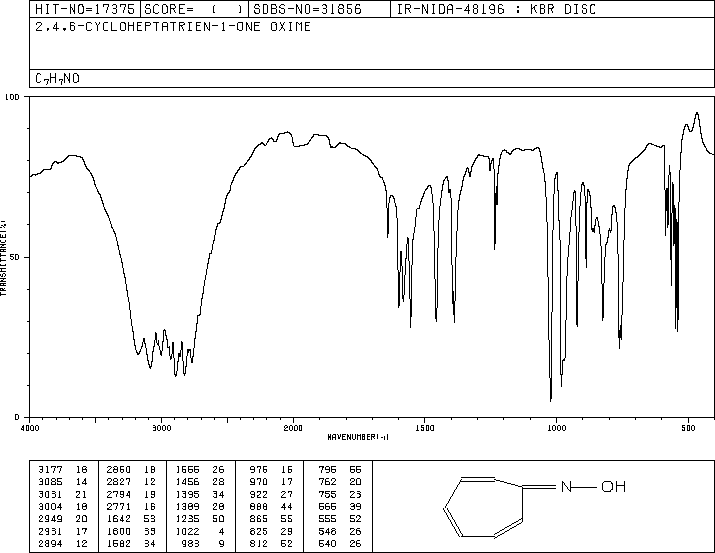 HIT-NO=17375 SCORE= ( ) SDBS-NO=31856 IR-NIDA-48196 : KBR DISC
2,4,6-CYCLOHEPTATRIEN-1-ONE OXIME
C7H7NO
100
TRANSMITTANCE(%)
50
0
4000 3000 2000 1500 1000 500
WAVENUMBER(-1)
3177 18 2860 18 1555 26 976 16 796 55
3085 14 2827 12 1456 28 970 17 762 20
3031 21 2794 19 1395 34 922 27 755 23
3004 18 2771 16 1389 28 888 44 565 39
2949 20 1642 53 1235 50 865 55 555 52
2931 17 1600 33 1022 4 825 29 548 26
2894 12 1582 34 983 9 812 52 540 26
N OH